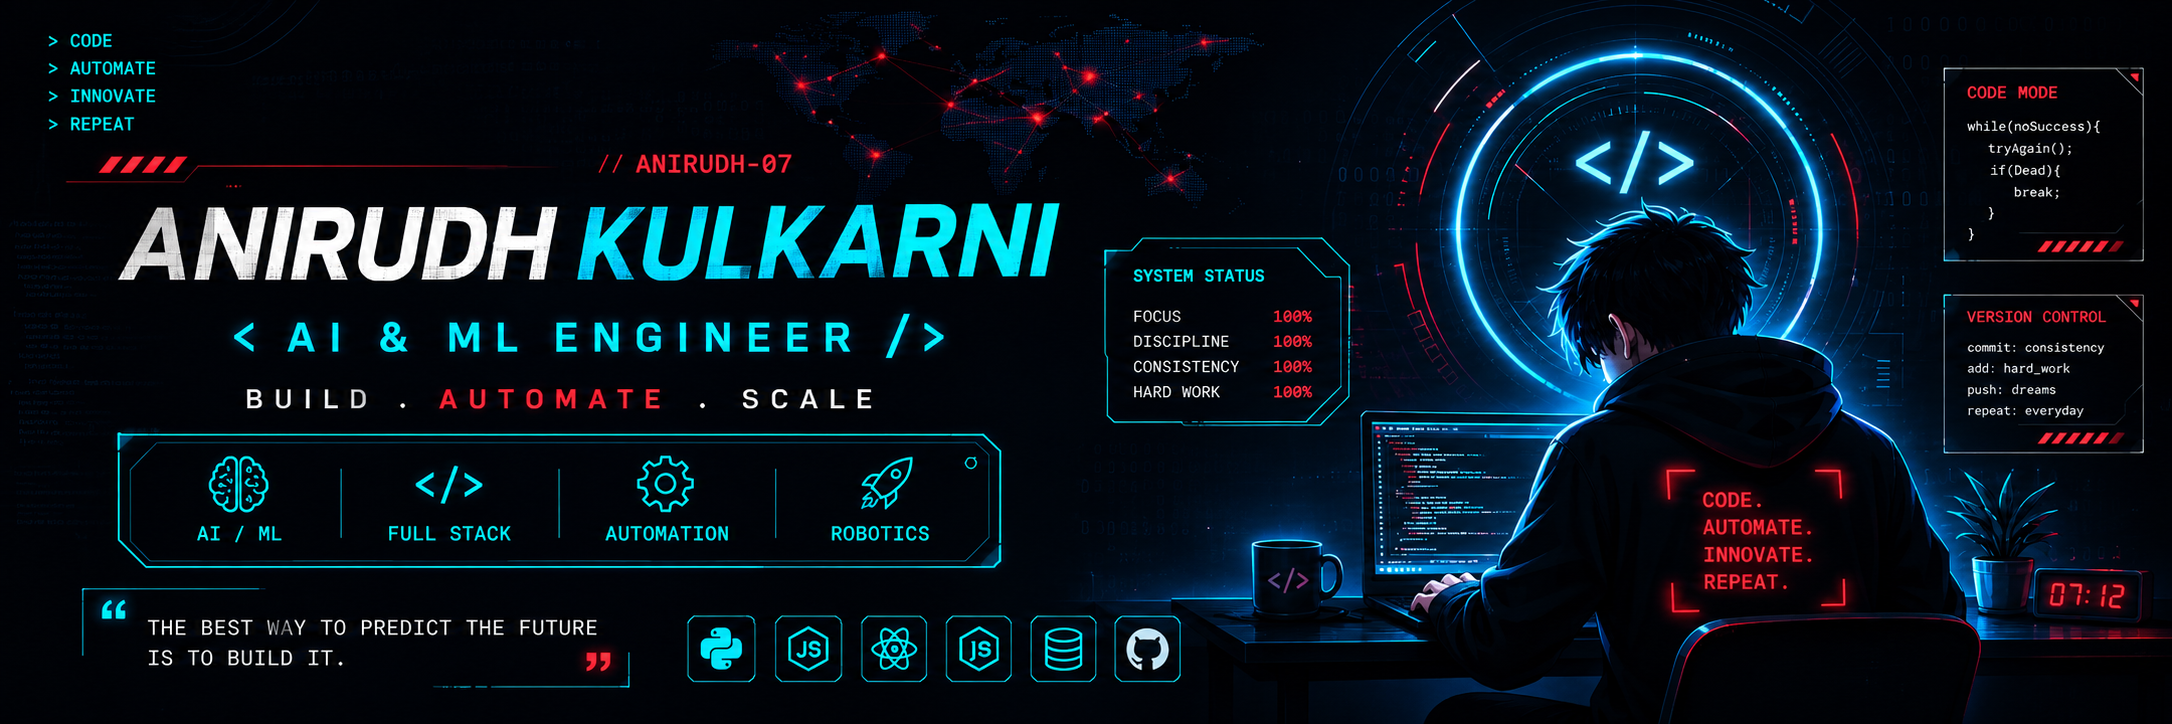 > CODE
> AUTOMATE
> INNOVATE
> REPEAT
// ANIRUDH-07
ANIRUDH KULKARNI
< AI & ML ENGINEER />
BUILD . AUTOMATE . SCALE
AI / ML
</> FULL STACK
AUTOMATION
ROBOTICS
“ THE BEST WAY TO PREDICT THE FUTURE
IS TO BUILD IT. ”
JS
JS
SYSTEM STATUS
FOCUS 100%
DISCIPLINE 100%
CONSISTENCY 100%
HARD WORK 100%
</>
</>
CODE.
AUTOMATE.
INNOVATE.
REPEAT.
CODE MODE
while(noSuccess){
tryAgain();
if(Dead){
break;
}
}
VERSION CONTROL
commit: consistency
add: hard_work
push: dreams
repeat: everyday
07:12